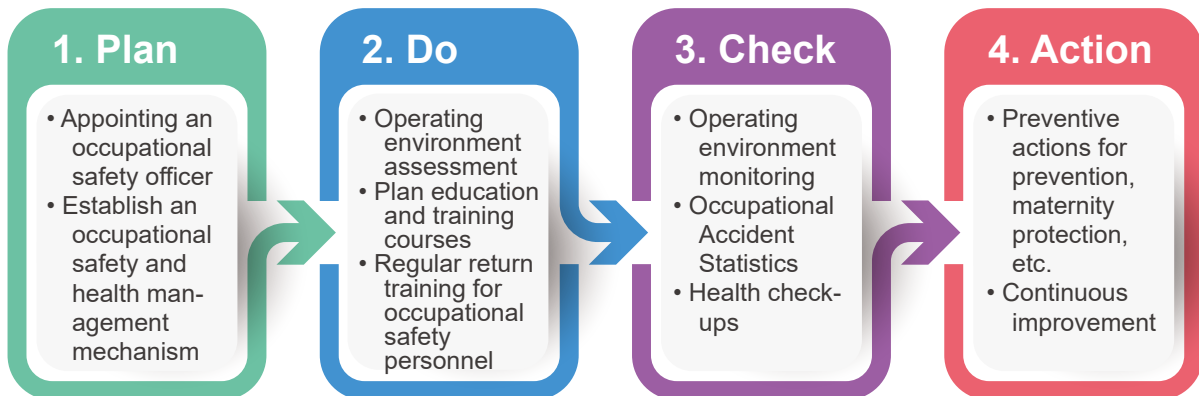 1. Plan
• Appointing an
occupational
safety officer
• Establish an
occupational
safety and
health man-
agement
mechanism
2. Do
• Operating
environment
assessment
• Plan education
and training
courses
• Regular return
training for
occupational
safety
personnel
3. Check
• Operating
environment
monitoring
• Occupational
Accident
Statistics
• Health check-
ups
4. Action
• Preventive
actions for
prevention,
maternity
protection,
etc.
• Continuous
improvement